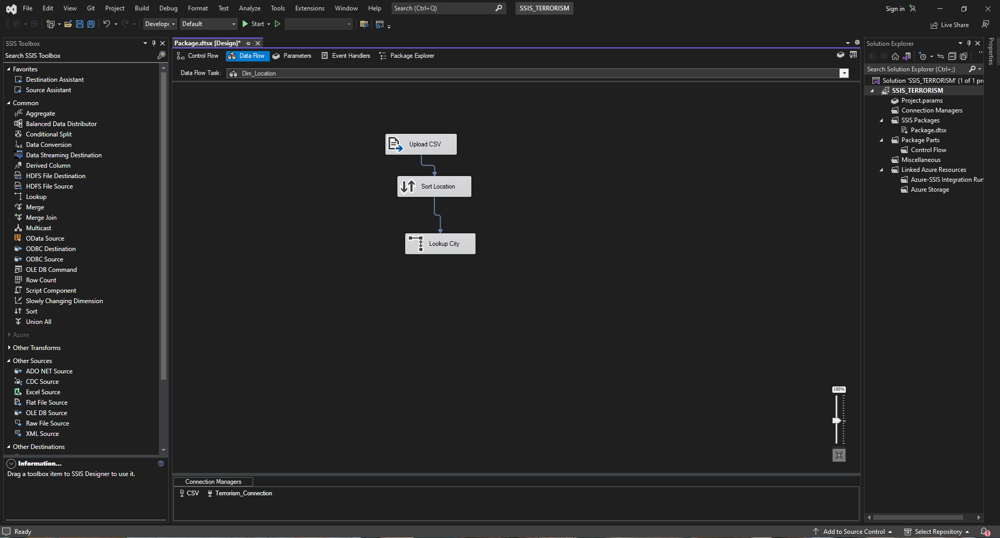 File Edit View Git Project Build Debug Format Test Analyze Tools Extensions Window Help Search (Ctrl+Q) SSIS_TERRORISM Sign in
Developı Default Start Live Share
SSIS Toolbox
Search SSIS Toolbox
Favorites
Destination Assistant
Source Assistant
Common
Aggregate
Balanced Data Distributor
Conditional Split
Data Conversion
Data Streaming Destination
Derived Column
HDFS File Destination
HDFS File Source
Lookup
Merge
Merge Join
Multicast
OData Source
ODBC Destination
ODBC Source
OLE DB Command
Row Count
Script Component
Slowly Changing Dimension
Sort
Union All
Azure
Other Transforms
Other Sources
ADO NET Source
CDC Source
Excel Source
Flat File Source
OLE DB Source
Raw File Source
XML Source
Other Destinations
Information...
Drag a toolbox item to SSIS Designer to use it.
Package.dtsx [Design]*
Control Flow Data Flow Parameters Event Handlers Package Explorer
Data Flow Task: Dim_Location
Upload CSV
Sort Location
Lookup City
100%
Connection Managers
CSV Terrorism_Connection
Solution Explorer
Search Solution Explorer (Ctrl+;)
Solution 'SSIS_TERRORISM' (1 of 1 pr
SSIS_TERRORISM
Project.params
Connection Managers
SSIS Packages
Package.dtsx
Package Parts
Control Flow
Miscellaneous
Linked Azure Resources
Azure-SSIS Integration Run
Azure Storage
Properties
Ready Add to Source Control Select Repository 1